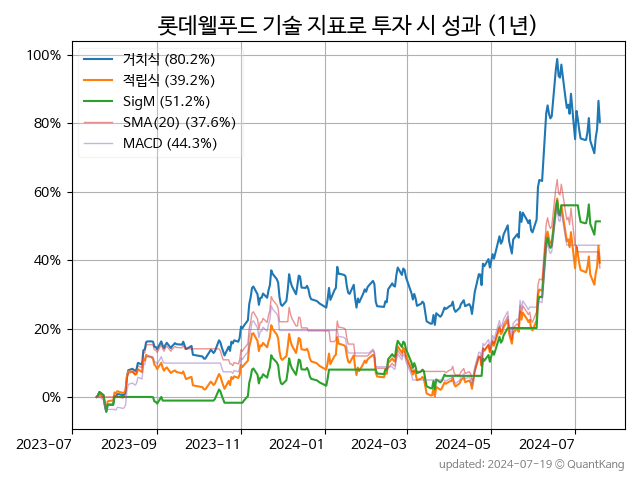 롯데웰푸드 기술 지표로 투자 시 성과 (1년)
100%
80%
60%
40%
20%
0%
거치식 (80.2%)
적립식 (39.2%)
SigM (51.2%)
SMA(20) (37.6%)
MACD (44.3%)
2023-07
2023-09
2023-11
2024-01
2024-03
2024-05
2024-07
updated: 2024-07-19 @ QuantKang